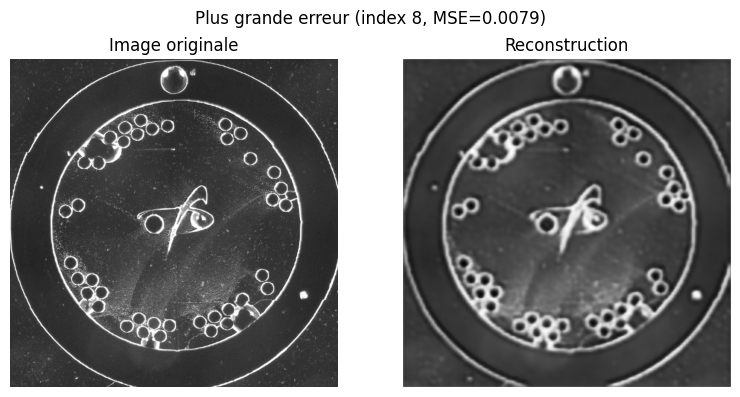 Plus grande erreur (index 8, MSE=0.0079)
Image originale
Reconstruction